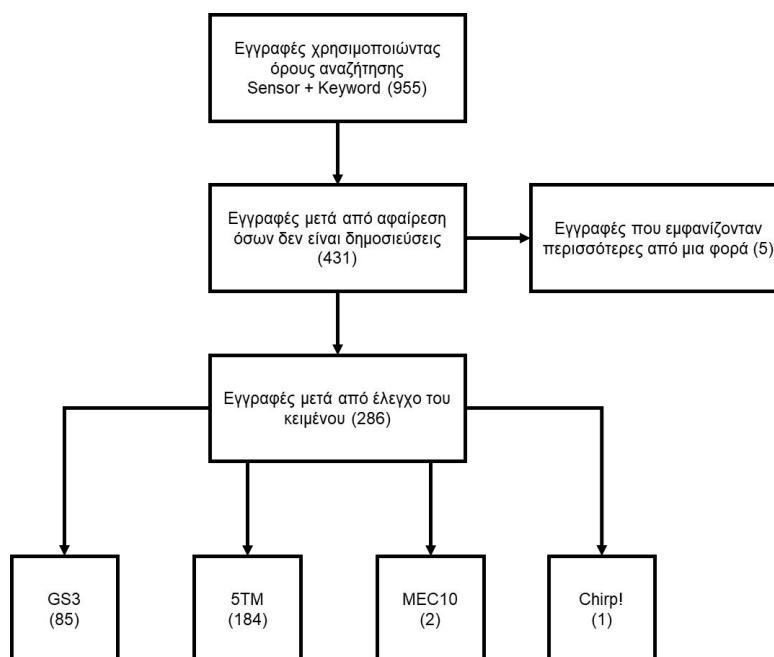 Εγγραφές χρησιμοποιώντας
όρους αναζήτησης
Sensor + Keyword (955)
Εγγραφές μετά από αφαίρεση
όσων δεν είναι δημοσιεύσεις
(431)
Εγγραφές που εμφανίζονταν
περισσότερες από μια φορά (5)
Εγγραφές μετά από έλεγχο του
κειμένου (286)
GS3
(85)
5TM
(184)
MEC10
(2)
Chirp!
(1)